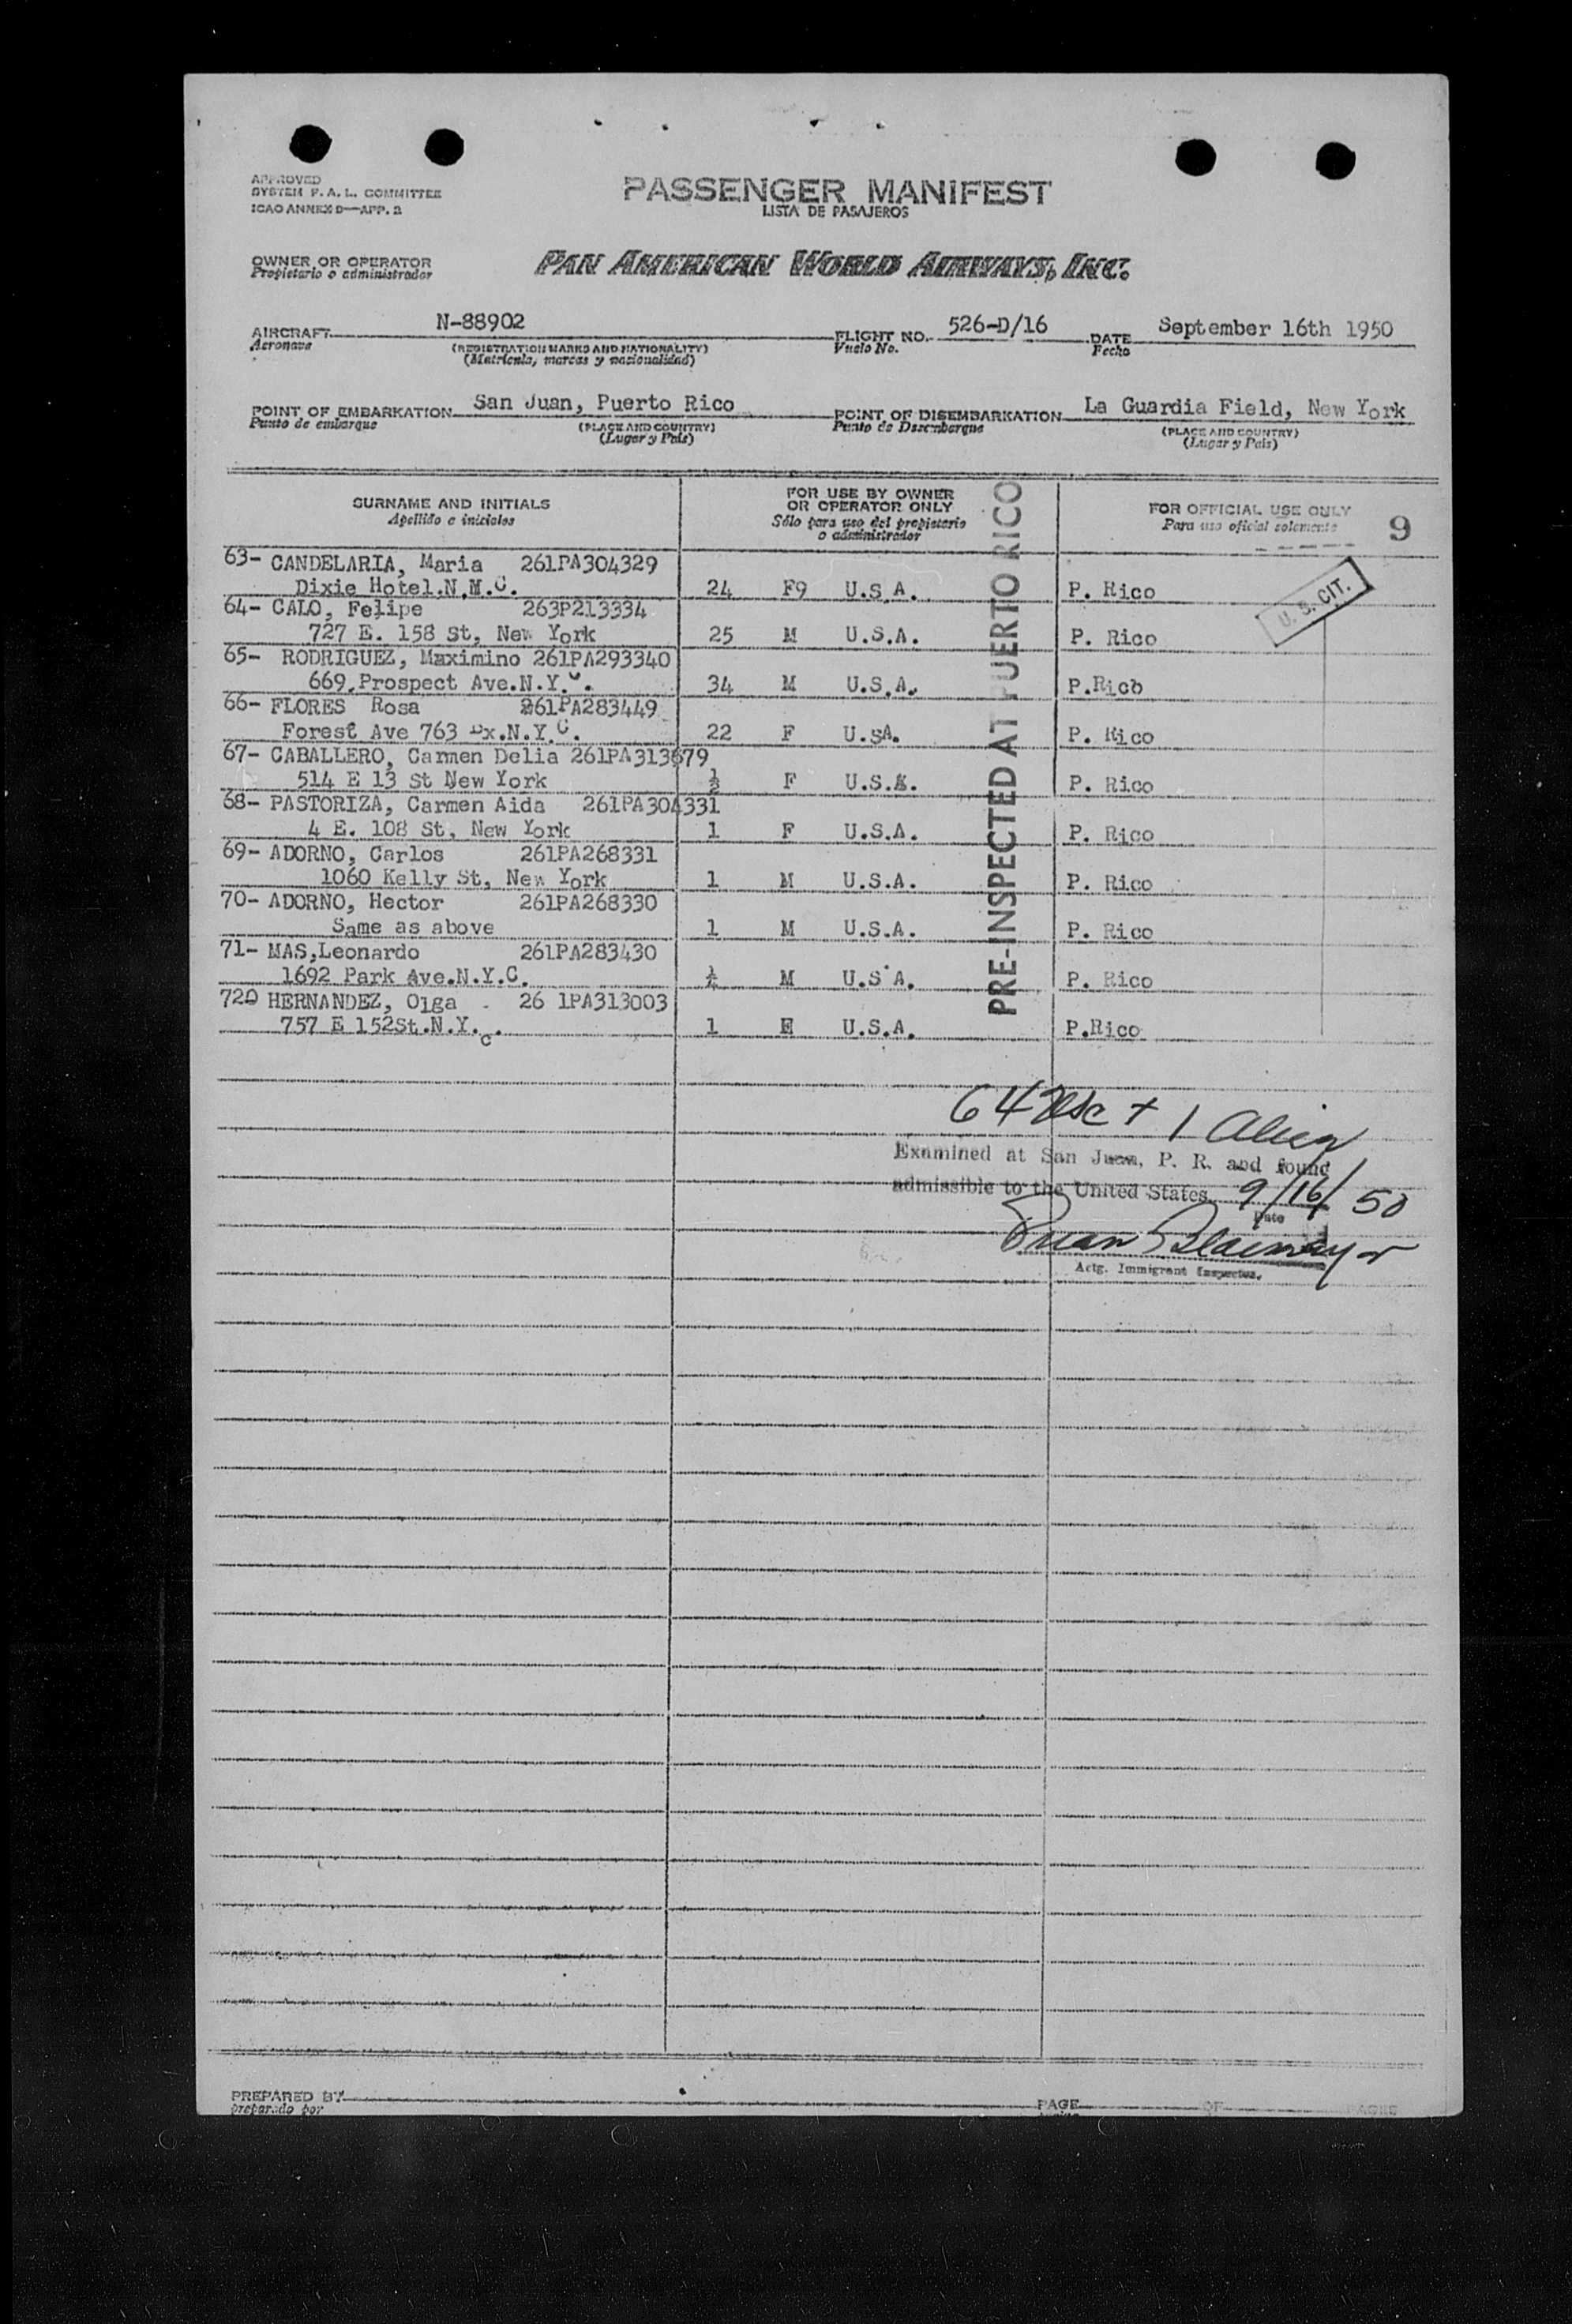 APPROVED
SYSTEM F. A. L. COMMITTEE
ICAO ANNEX 9—APP. 2
PASSENGER MANIFEST
LISTA DE PASAJEROS
OWNER OR OPERATOR
Propietario o administrador
PAN AMERICAN WORLD AIRWAYS, INC.
AIRCRAFT N-88902 FLIGHT NO. 526-D/16 DATE September 16th 1950
Aeronave (REGISTRATION MARKS AND NATIONALITY) Vuelo No. Fecha
(Matrícula, marcas y nacionalidad)
POINT OF EMBARKATION San Juan, Puerto Rico POINT OF DISEMBARKATION La Guardia Field, New York
Punto de embarque (PLACE AND COUNTRY) Punto de Desembarque (PLACE AND COUNTRY)
(Lugar y País) (Lugar y País)
SURNAME AND INITIALS
Apellido e iniciales
FOR USE BY OWNER
OR OPERATOR ONLY
Sólo para uso del propietario
o administrador
FOR OFFICIAL USE ONLY
Para uso oficial solamente
9
PRE-INSPECTED AT PUERTO RICO
U. S. CIT.
63- CANDELARIA, Maria 261PA304329
Dixie Hotel.N.M.C. 24 F9 U.S.A. P. Rico
64- CALO, Felipe 263P213334
727 E. 158 St, New York 25 M U.S.A. P. Rico
65- RODRIGUEZ, Maximino 261PA293340
669,Prospect Ave.N.Y. 34 M U.S.A. P.Rico
66- FLORES Rosa 261PA283449
Forest Ave 763 Bx.N.Y.C. 22 F U.SA. P. Rico
67- CABALLERO, Carmen Delia 261PA313679
514 E 13 St New York ½ F U.S.A. P. Rico
68- PASTORIZA, Carmen Aida 261PA304331
4 E. 108 St, New York 1 F U.S.A. P. Rico
69- ADORNO, Carlos 261PA268331
1060 Kelly St, New York 1 M U.S.A. P. Rico
70- ADORNO, Hector 261PA268330
Same as above 1 M U.S.A. P. Rico
71- MAS,Leonardo 261PA283430
1692 Park Ave.N.Y.C. M U.S.A. P. Rico
72- HERNANDEZ, Olga - 26 1PA313003
757 E 152St.N.Y.C. 1 U.S.A. P.Rico
64 usc + 1 alien
Examined at San Juan, P. R. and found
admissible to the United States. 9/16/50
Date
Actg. Immigrant Inspector.
PREPARED BY
preparado por
PAGE OF PAGES